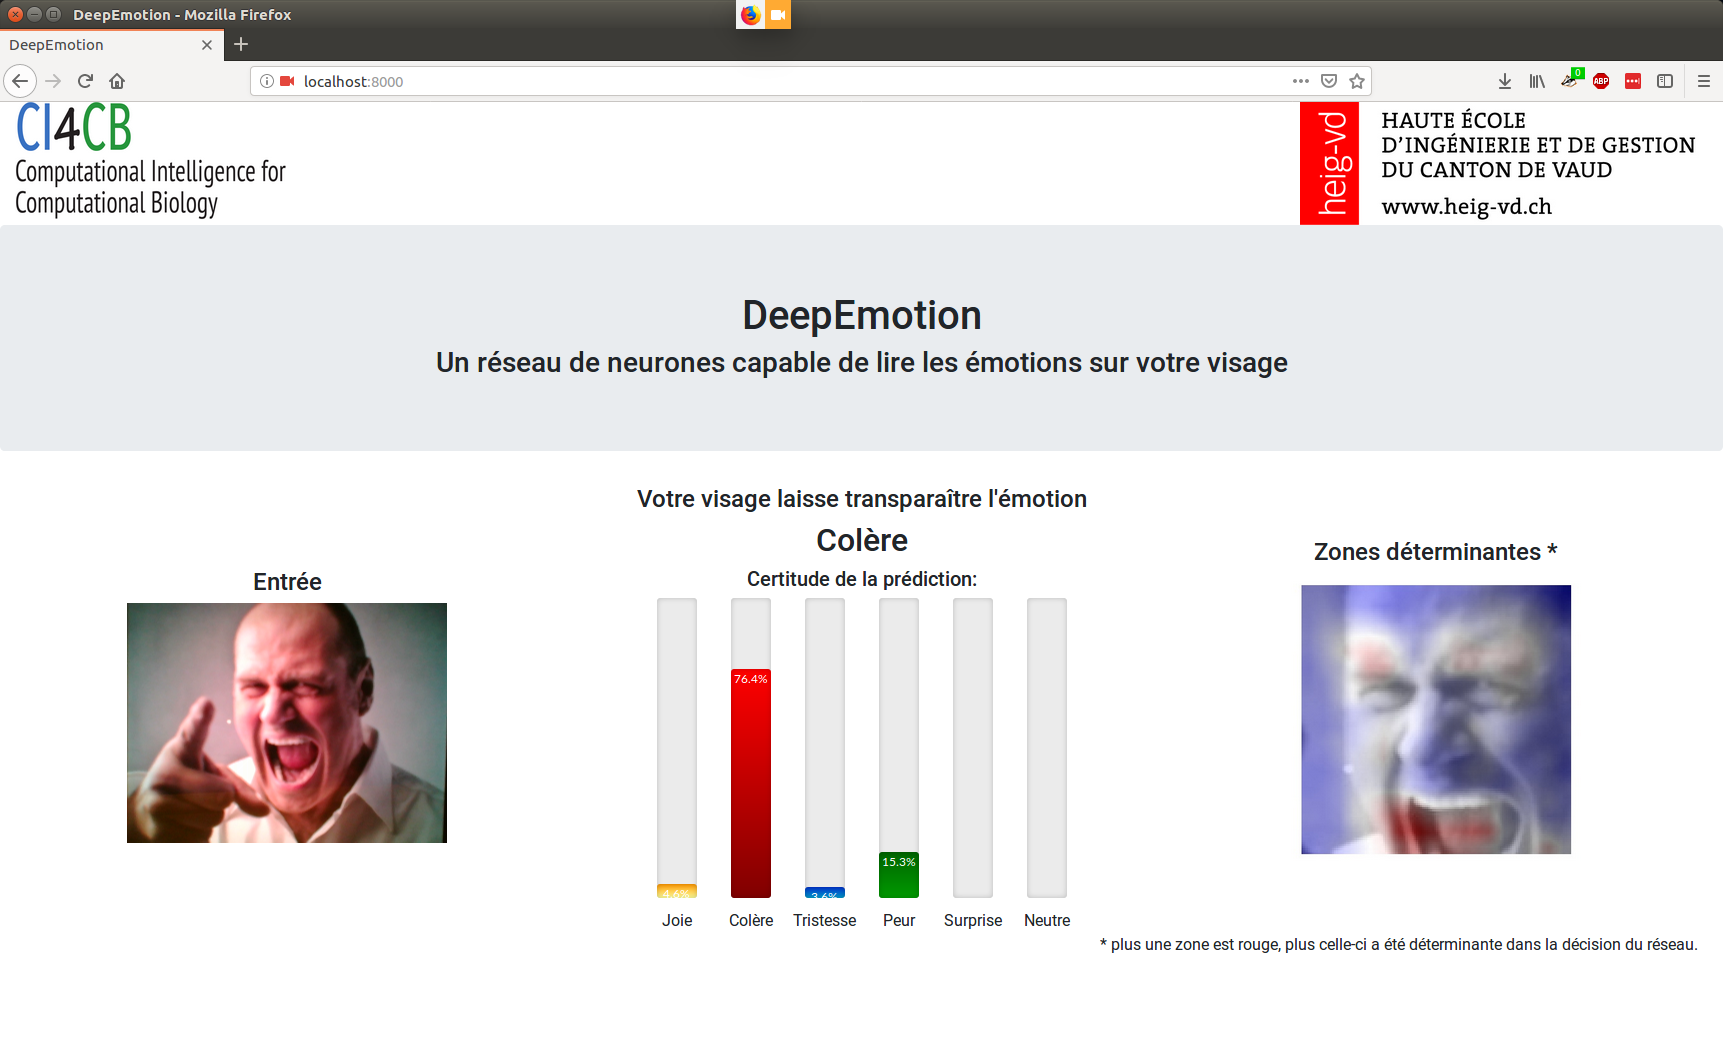 DeepEmotion - Mozilla Firefox
DeepEmotion
localhost:8000
0
ABP
CI4CB
Computational Intelligence for
Computational Biology
heig-vd
HAUTE ÉCOLE
D'INGÉNIERIE ET DE GESTION
DU CANTON DE VAUD
www.heig-vd.ch
DeepEmotion
Un réseau de neurones capable de lire les émotions sur votre visage
Votre visage laisse transparaître l'émotion
Colère
Certitude de la prédiction:
Entrée
Zones déterminantes *
76.4%
15.3%
4.6%
3.6%
Joie Colère Tristesse Peur Surprise Neutre
* plus une zone est rouge, plus celle-ci a été déterminante dans la décision du réseau.